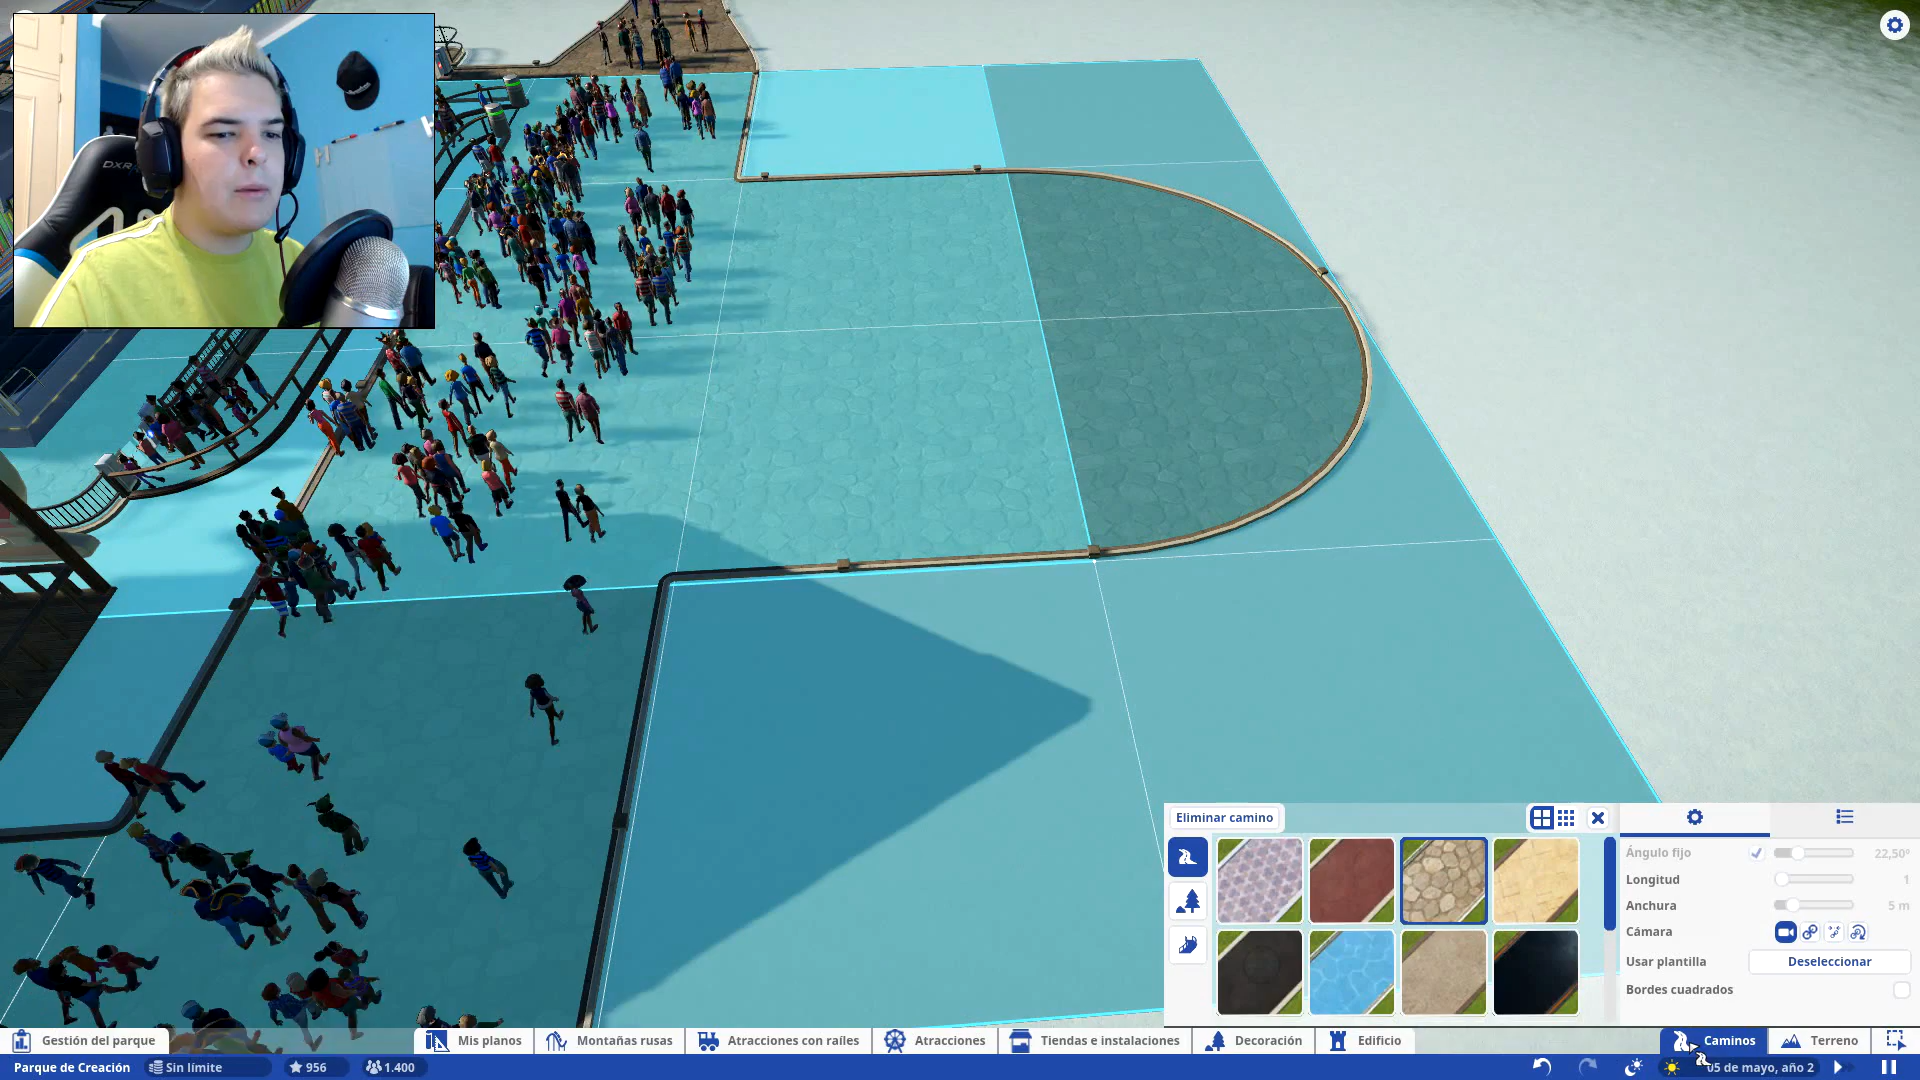 DXR
Eliminar camino
Ángulo fijo 22,50°
Longitud 1
Anchura 5 m
Cámara
Usar plantilla Deseleccionar
Bordes cuadrados
Gestión del parque Mis planos Montañas rusas Atracciones con raíles Atracciones Tiendas e instalaciones Decoración Edificio Caminos Terreno
Parque de Creación Sin límite 956 1.400 05 de mayo, año 2